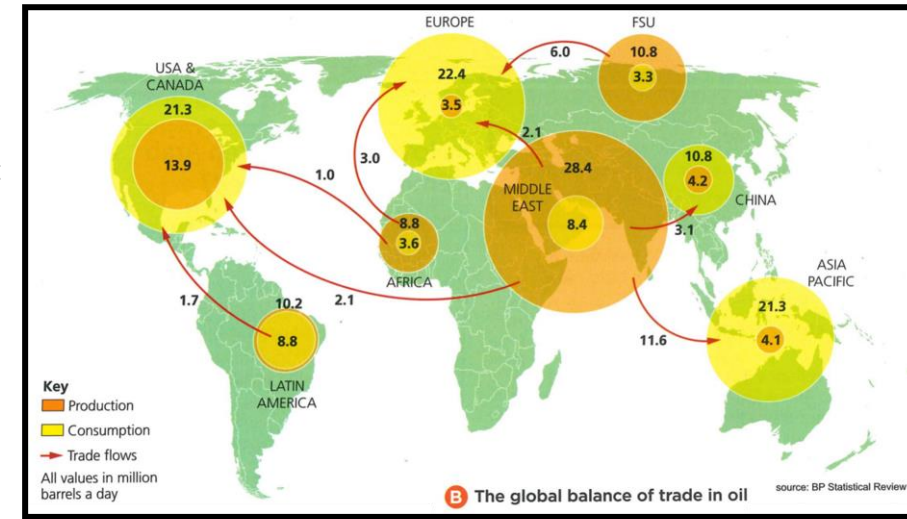 EUROPE
FSU
USA &
CANADA
21.3
13.9
22.4
3.5
6.0
10.8
3.3
2.1
3.0
1.0
28.4
MIDDLE
EAST
8.4
10.8
4.2
CHINA
3.1
8.8
3.6
AFRICA
ASIA
PACIFIC
21.3
4.1
1.7
10.2
2.1
8.8
11.6
LATIN
AMERICA
Key
Production
Consumption
Trade flows
All values in million
barrels a day
B The global balance of trade in oil
source: BP Statistical Review